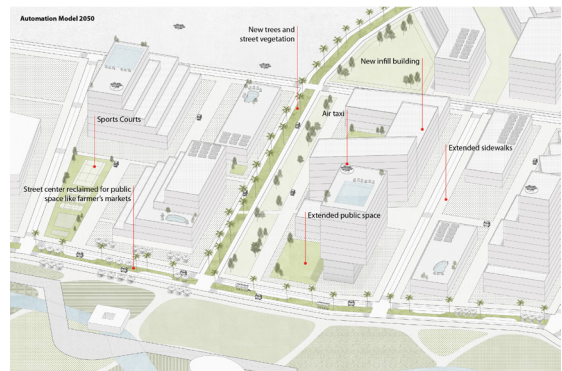 Automation Model 2050
New trees and
street vegetation
New infill building
Air taxi
Sports Courts
Extended sidewalks
Street center reclaimed for public
space like farmer's markets
Extended public space